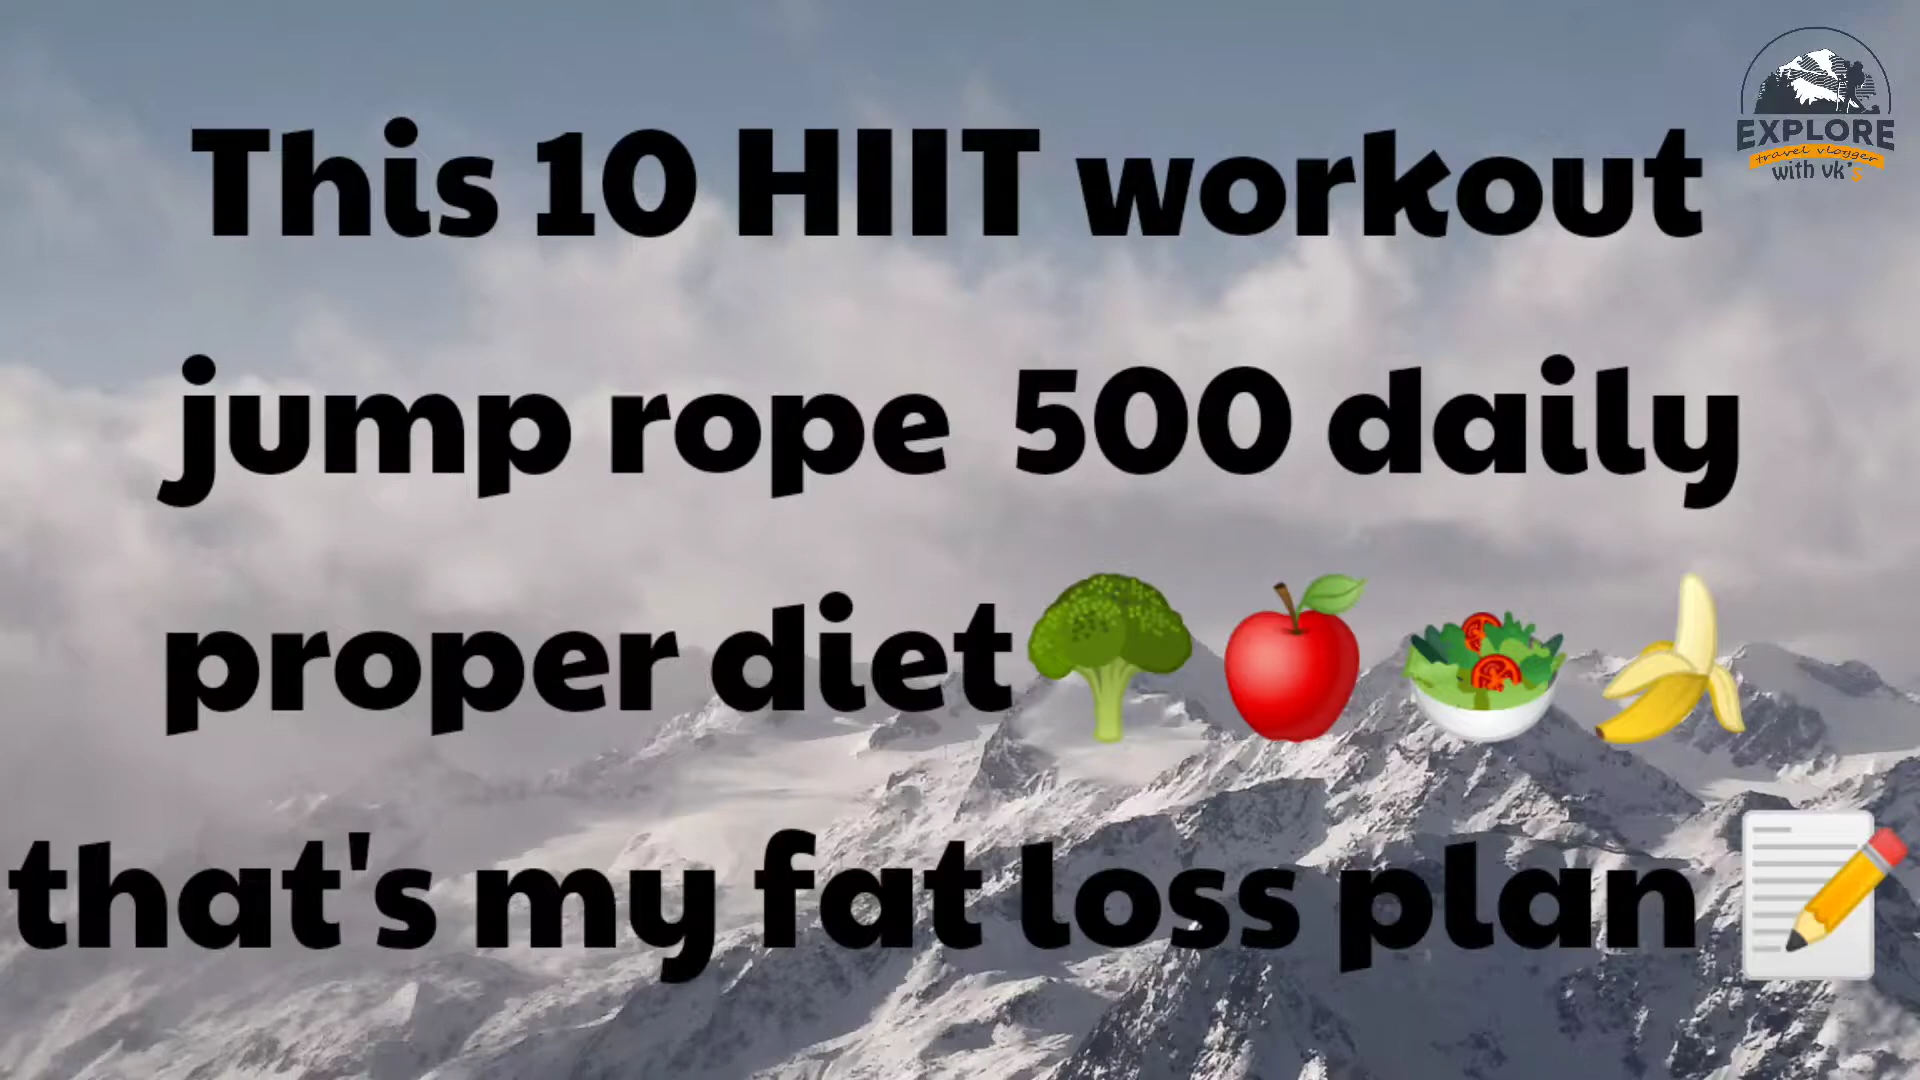 This 10 HIIT workout
jump rope 500 daily
proper diet🥦🍎🥗🍌
that's my fat loss plan📝
EXPLORE
travel vlogger
with vk's